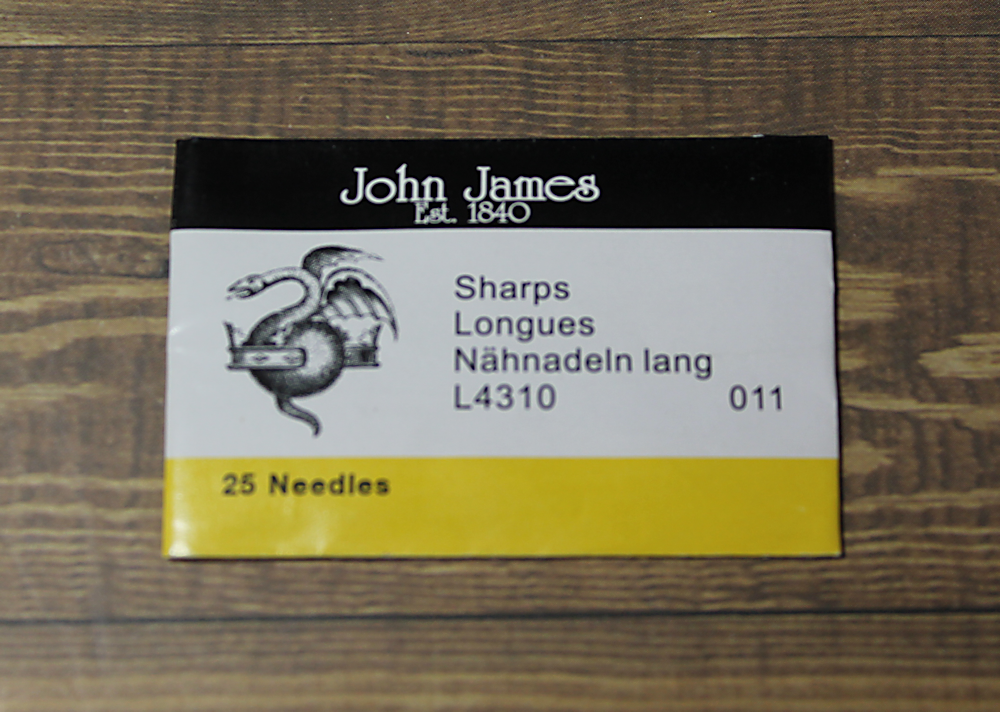 John James
Est. 1840
Sharps
Longues
Nähnadeln lang
L4310 011
25 Needles